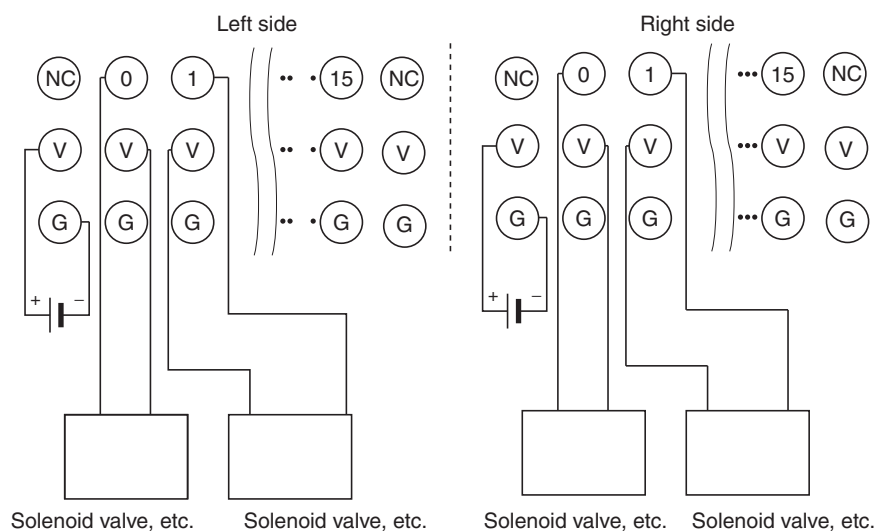 Left side Right side
NC 0 1 15 NC NC 0 1 15 NC
V V V V V V V V V V
G G G G G G G G G G
+ − + −
Solenoid valve, etc. Solenoid valve, etc. Solenoid valve, etc. Solenoid valve, etc.